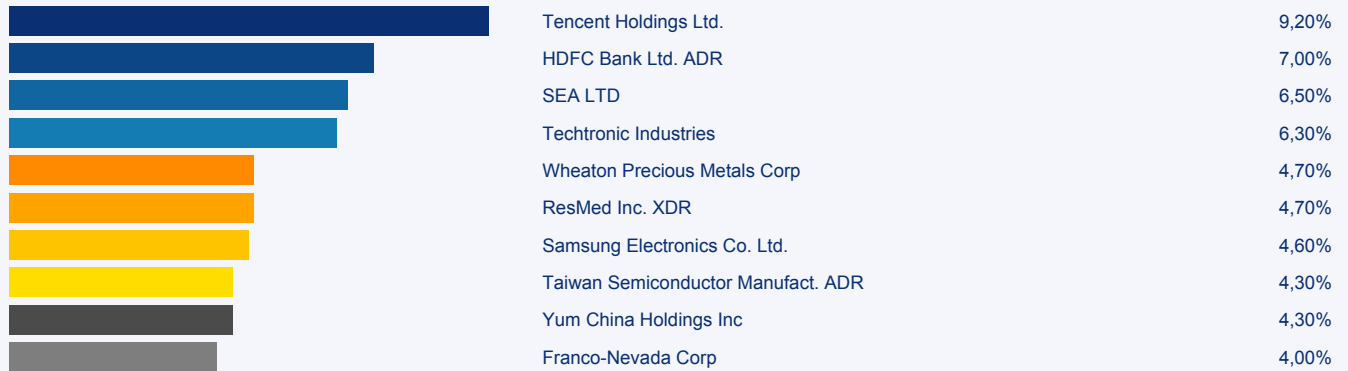 Tencent Holdings Ltd. 9,20%
HDFC Bank Ltd. ADR 7,00%
SEA LTD 6,50%
Techtronic Industries 6,30%
Wheaton Precious Metals Corp 4,70%
ResMed Inc. XDR 4,70%
Samsung Electronics Co. Ltd. 4,60%
Taiwan Semiconductor Manufact. ADR 4,30%
Yum China Holdings Inc 4,30%
Franco-Nevada Corp 4,00%